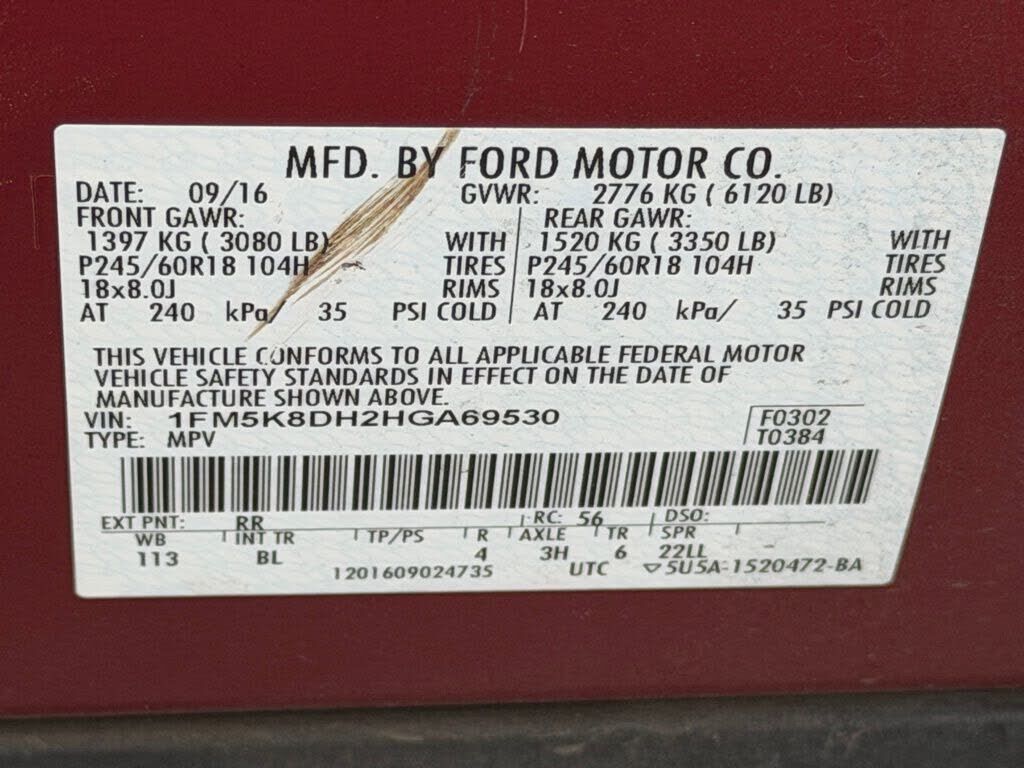 MFD. BY FORD MOTOR CO.
DATE: 09/16 GVWR: 2776 KG ( 6120 LB)
FRONT GAWR: REAR GAWR:
1397 KG ( 3080 LB) WITH 1520 KG ( 3350 LB) WITH
P245/60R18 104H TIRES P245/60R18 104H TIRES
18x8.0J RIMS 18x8.0J RIMS
AT 240 kPa/ 35 PSI COLD AT 240 kPa/ 35 PSI COLD
THIS VEHICLE CONFORMS TO ALL APPLICABLE FEDERAL MOTOR
VEHICLE SAFETY STANDARDS IN EFFECT ON THE DATE OF
MANUFACTURE SHOWN ABOVE.
VIN: 1FM5K8DH2HGA69530 F0302
TYPE: MPV T0384
EXT PNT: RR RC: 56 DSO:
WB INT TR TP/PS R AXLE TR SPR
113 BL 4 3H 6 22LL
1201609024735 UTC ▽5U5A-1520472-BA